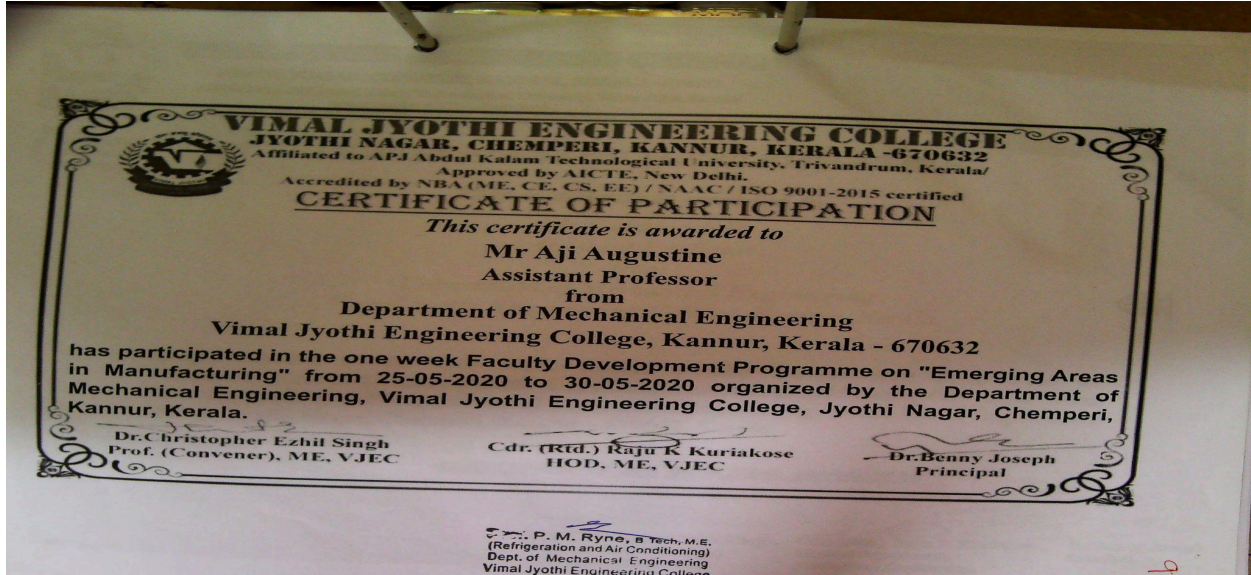 VIMAL JYOTHI ENGINEERING COLLEGE
JYOTHI NAGAR, CHEMPERI, KANNUR, KERALA -670632
Affiliated to APJ Abdul Kalam Technological University, Trivandrum, Kerala/
Approved by AICTE, New Delhi.
Accredited by NBA (ME, CE, CS, EE) / NAAC / ISO 9001-2015 certified
CERTIFICATE OF PARTICIPATION
This certificate is awarded to
Mr Aji Augustine
Assistant Professor
from
Department of Mechanical Engineering
Vimal Jyothi Engineering College, Kannur, Kerala - 670632
has participated in the one week Faculty Development Programme on "Emerging Areas
in Manufacturing" from 25-05-2020 to 30-05-2020 organized by the Department of
Mechanical Engineering, Vimal Jyothi Engineering College, Jyothi Nagar, Chemperi,
Kannur, Kerala.
Dr.Christopher Ezhil Singh
Prof. (Convener), ME, VJEC
Cdr. (Rtd.) Raju K Kuriakose
HOD, ME, VJEC
Dr.Benny Joseph
Principal
P. M. Ryne, B Tech, M.E.
(Refrigeration and Air Conditioning)
Dept. of Mechanical Engineering
Vimal Jyothi Engineering College